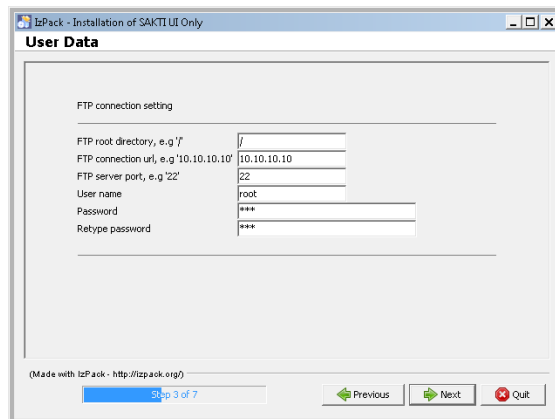 IzPack - Installation of SAKTI UI Only
User Data
FTP connection setting
FTP root directory, e.g '/' /
FTP connection url, e.g '10.10.10.10' 10.10.10.10
FTP server port, e.g '22' 22
User name root
Password ***
Retype password ***
(Made with IzPack - http://izpack.org/)
Step 3 of 7 Previous Next Quit